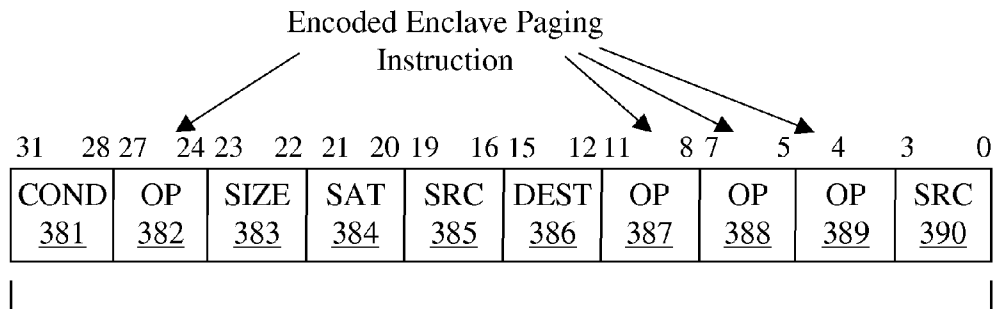 Encoded Enclave Paging
Instruction
31 28 27 24 23 22 21 20 19 16 15 12 11 8 7 5 4 3 0
COND OP SIZE SAT SRC DEST OP OP OP SRC
381 382 383 384 385 386 387 388 389 390